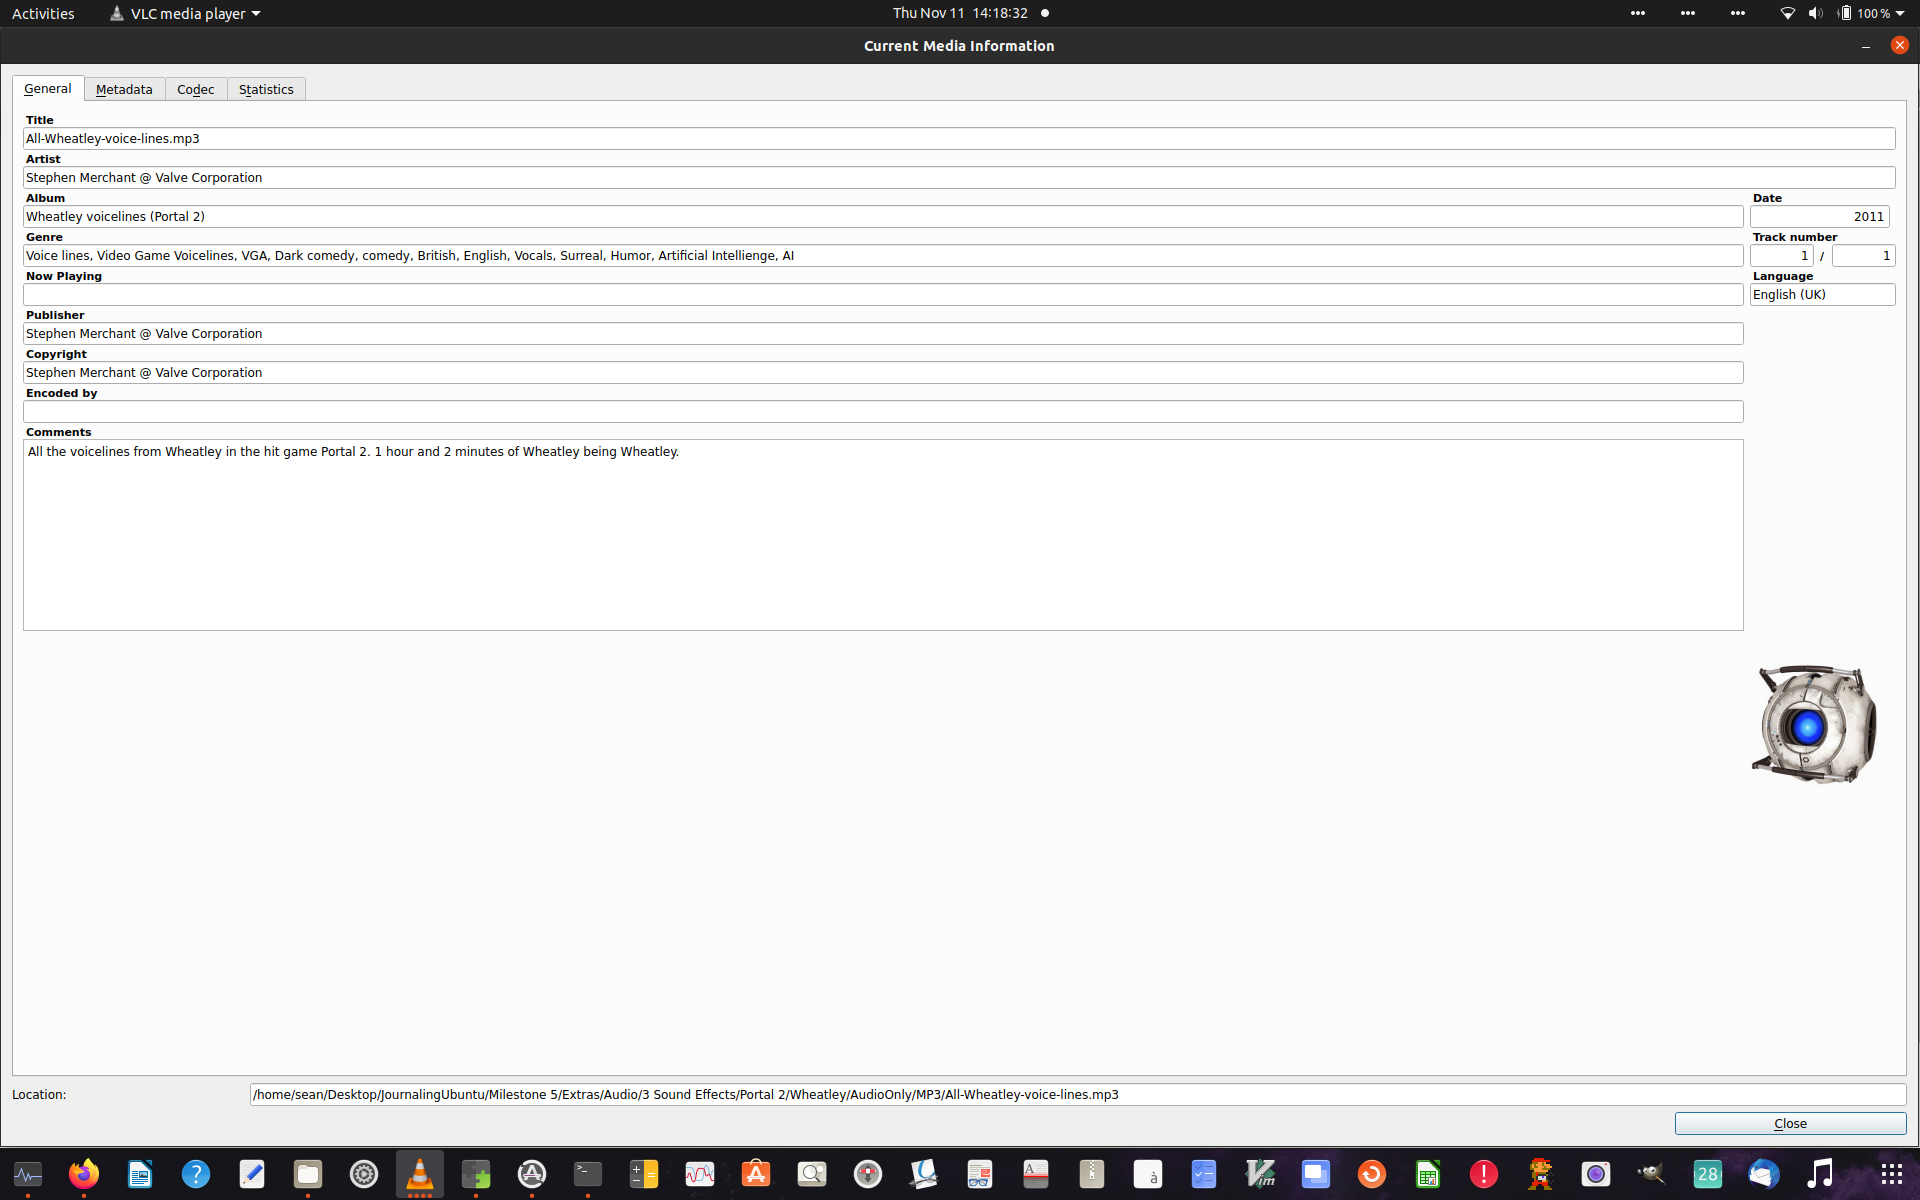 Activities VLC media player Thu Nov 11 14:18:32 100 %
Current Media Information
General Metadata Codec Statistics
Title
All-Wheatley-voice-lines.mp3
Artist
Stephen Merchant @ Valve Corporation
Album Date
Wheatley voicelines (Portal 2) 2011
Genre Track number
Voice lines, Video Game Voicelines, VGA, Dark comedy, comedy, British, English, Vocals, Surreal, Humor, Artificial Intellienge, AI 1 / 1
Now Playing Language
English (UK)
Publisher
Stephen Merchant @ Valve Corporation
Copyright
Stephen Merchant @ Valve Corporation
Encoded by
Comments
All the voicelines from Wheatley in the hit game Portal 2. 1 hour and 2 minutes of Wheatley being Wheatley.
Location: /home/sean/Desktop/JournalingUbuntu/Milestone 5/Extras/Audio/3 Sound Effects/Portal 2/Wheatley/AudioOnly/MP3/All-Wheatley-voice-lines.mp3
Close
? >_ A à Vim ! 28